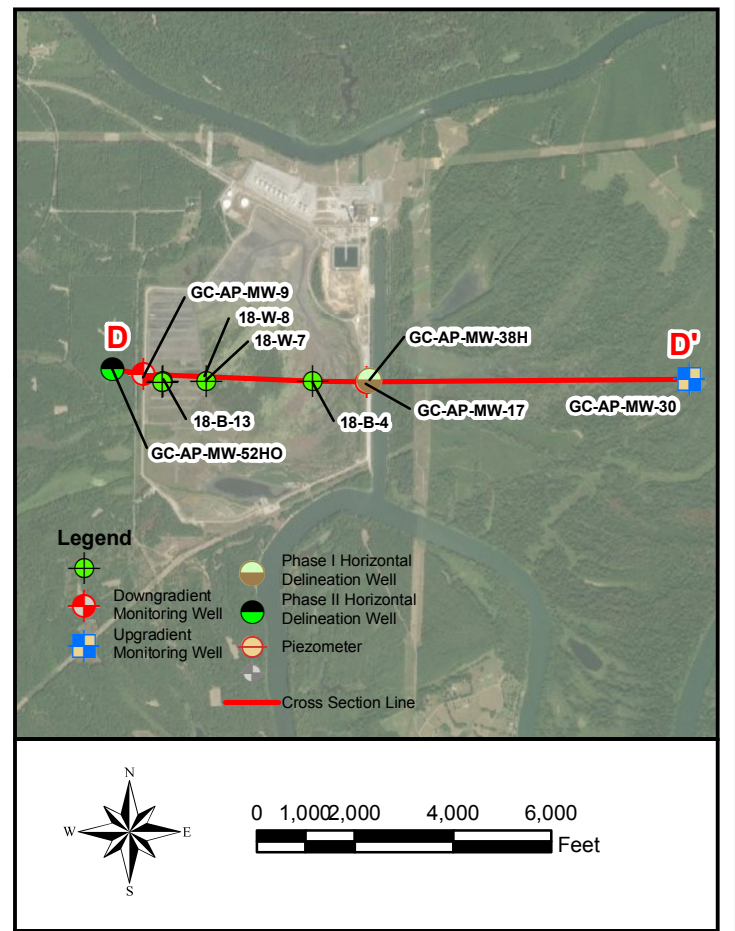 GC-AP-MW-9
18-W-8
D
18-W-7
GC-AP-MW-38H
D'
18-B-13
18-B-4
GC-AP-MW-17
GC-AP-MW-30
GC-AP-MW-52HO
Legend
Downgradient
Monitoring Well
Upgradient
Monitoring Well
Phase I Horizontal
Delineation Well
Phase II Horizontal
Delineation Well
Piezometer
Cross Section Line
N
W
E
S
0 1,000 2,000 4,000 6,000
Feet